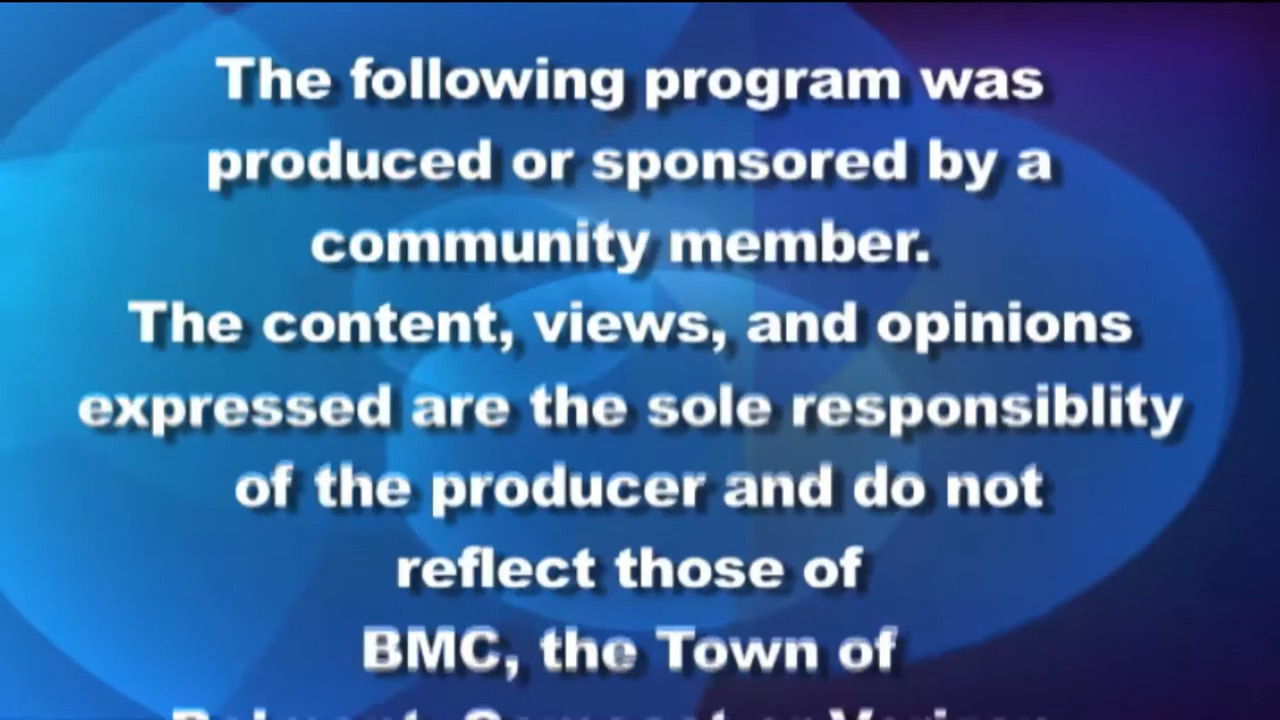 The following program was
produced or sponsored by a
community member.
The content, views, and opinions
expressed are the sole responsiblity
of the producer and do not
reflect those of
BMC, the Town of